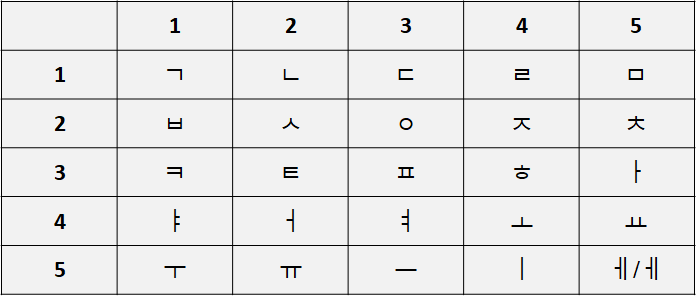 1 2 3 4 5
1 ㄱ ㄴ ㄷ ㄹ ㅁ
2 ㅂ ㅅ ㅇ ㅈ ㅊ
3 ㅋ ㅌ ㅍ ㅎ ㅏ
4 ㅑ ㅓ ㅕ ㅗ ㅛ
5 ㅜ ㅠ ㅡ ㅣ ㅔ/ㅔ